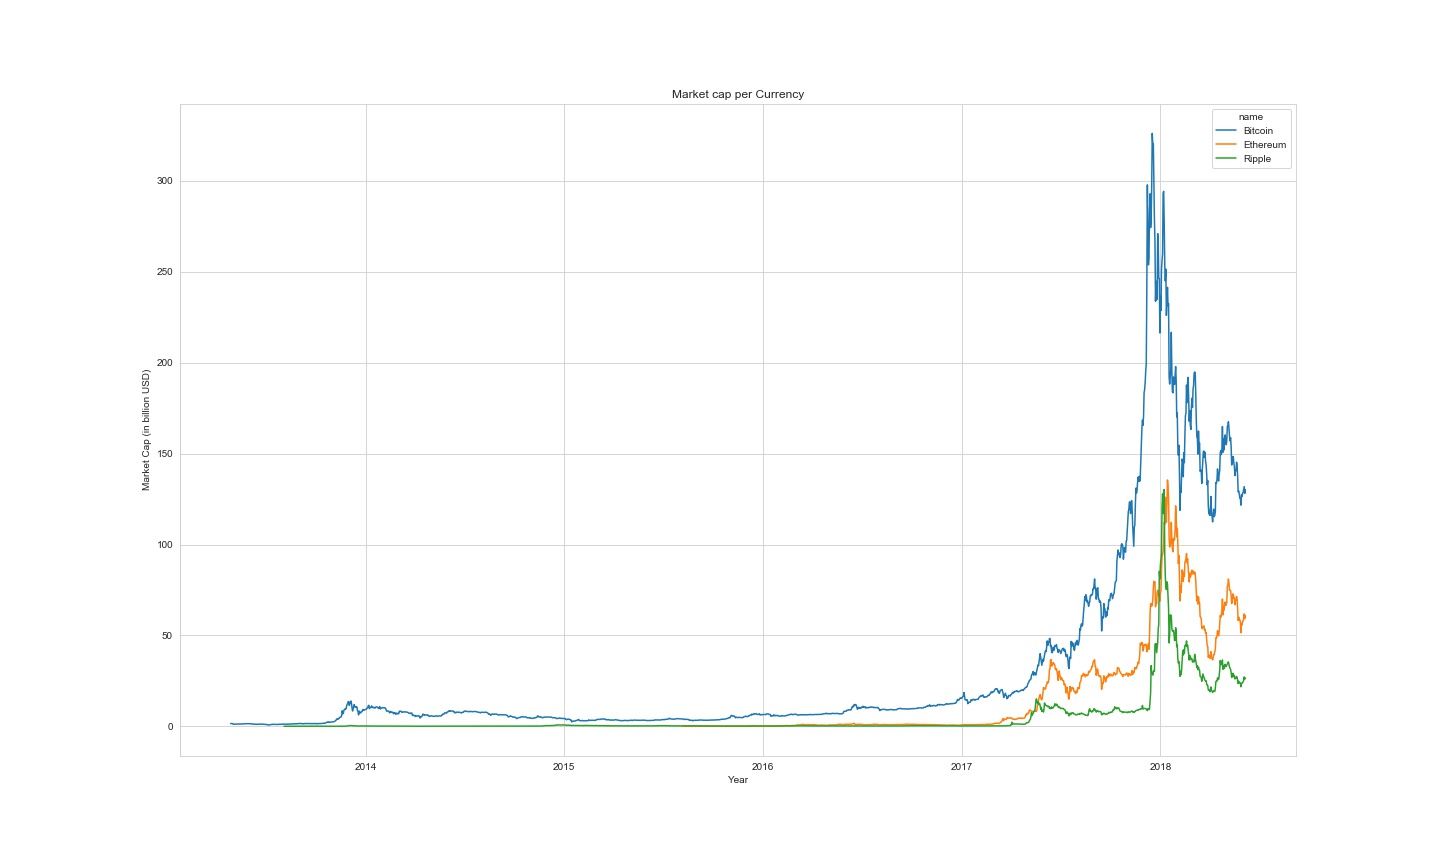 Market cap per Currency
name
Bitcoin
Ethereum
Ripple
300
250
200
150
100
50
0
Market Cap (in billion USD)
2014 2015 2016 2017 2018
Year